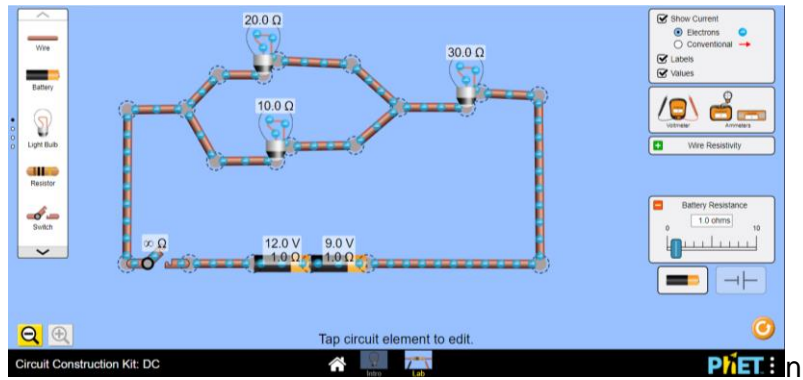 Wire
Battery
Light Bulb
Resistor
Switch
20.0 Ω
10.0 Ω
30.0 Ω
∞ Ω
12.0 V
1.0 Ω
9.0 V
1.0 Ω
Tap circuit element to edit.
Show Current
Electrons
Conventional
Labels
Values
Voltmeter
Ammeters
Wire Resistivity
Battery Resistance
1.0 ohms
0 10
Circuit Construction Kit: DC
Intro
Lab
PhET
n